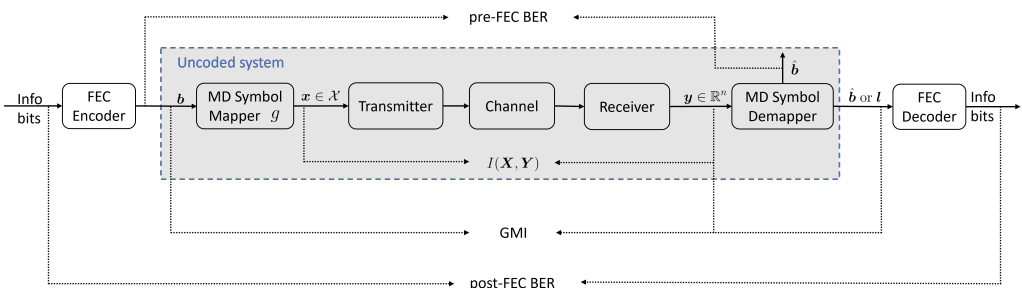 pre-FEC BER
Uncoded system
Info
bits
FEC
Encoder
b
MD Symbol
Mapper g
x ∈ 𝒳
Transmitter
Channel
Receiver
y ∈ ℝⁿ
b̂
MD Symbol
Demapper
b̂ or l
FEC
Decoder
Info
bits
I(X, Y)
GMI
post-FEC BER